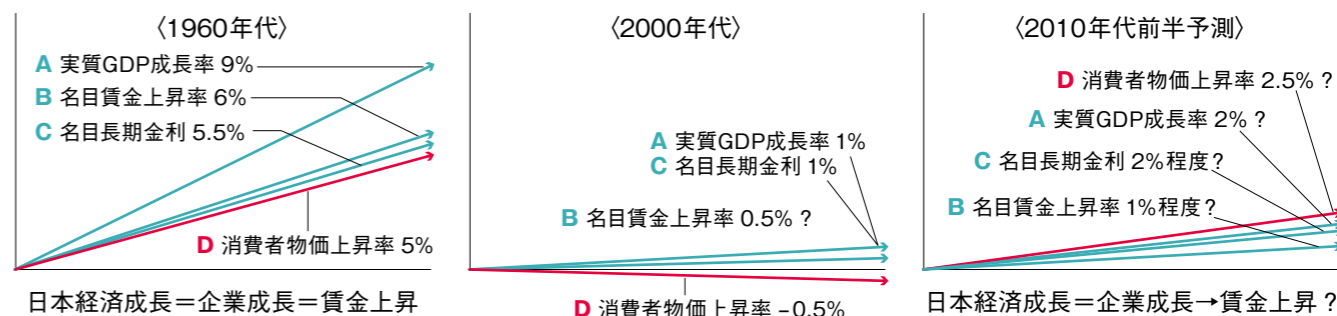 〈1960年代〉
A 実質GDP成長率 9%
B 名目賃金上昇率 6%
C 名目長期金利 5.5%
D 消費者物価上昇率 5%
日本経済成長＝企業成長＝賃金上昇
〈2000年代〉
A 実質GDP成長率 1%
C 名目長期金利 1%
B 名目賃金上昇率 0.5% ?
D 消費者物価上昇率 −0.5%
〈2010年代前半予測〉
D 消費者物価上昇率 2.5% ?
A 実質GDP成長率 2% ?
C 名目長期金利 2%程度 ?
B 名目賃金上昇率 1%程度 ?
日本経済成長＝企業成長→賃金上昇 ?